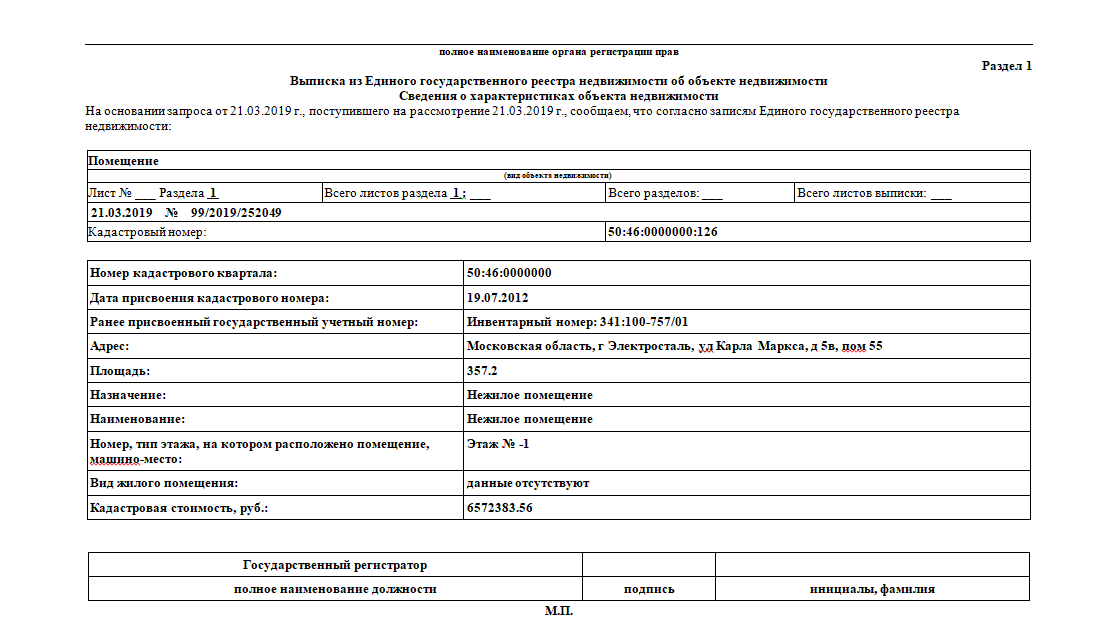 полное наименование органа регистрации прав
Раздел 1
Выписка из Единого государственного реестра недвижимости об объекте недвижимости
Сведения о характеристиках объекта недвижимости
На основании запроса от 21.03.2019 г., поступившего на рассмотрение 21.03.2019 г., сообщаем, что согласно записям Единого государственного реестра
недвижимости:
Помещение
(вид объекта недвижимости)
Лист № ___ Раздела 1 Всего листов раздела 1 : ___ Всего разделов: ___ Всего листов выписки: ___
21.03.2019 № 99/2019/252049
Кадастровый номер: 50:46:0000000:126
Номер кадастрового квартала: 50:46:0000000
Дата присвоения кадастрового номера: 19.07.2012
Ранее присвоенный государственный учетный номер: Инвентарный номер: 341:100-757/01
Адрес: Московская область, г Электросталь, ул Карла Маркса, д 5в, пом 55
Площадь: 357.2
Назначение: Нежилое помещение
Наименование: Нежилое помещение
Номер, тип этажа, на котором расположено помещение, Этаж № -1
машино-место:
Вид жилого помещения: данные отсутствуют
Кадастровая стоимость, руб.: 6572383.56
Государственный регистратор
полное наименование должности подпись инициалы, фамилия
М.П.